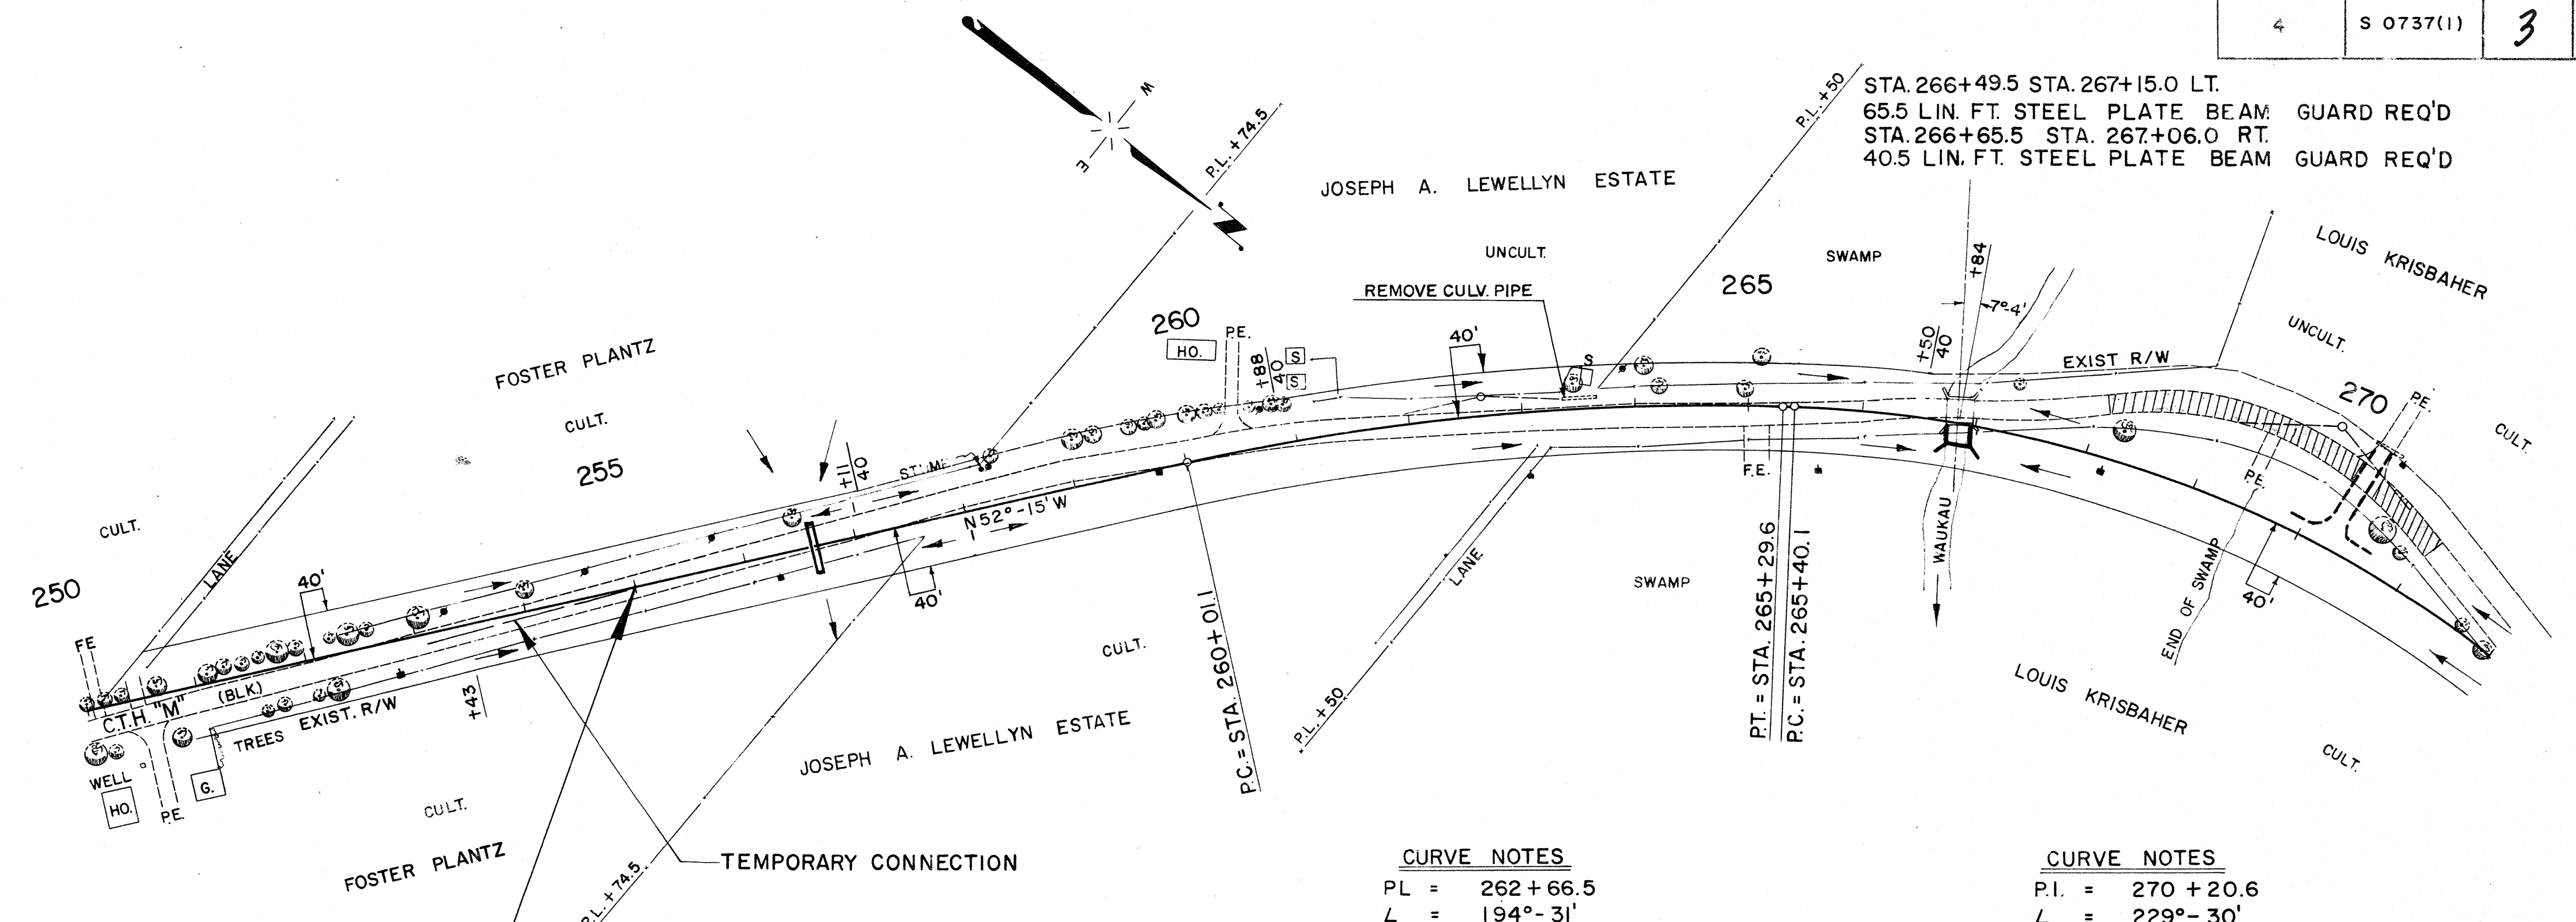 4 S 0737(1) 3
STA. 266+49.5 STA. 267+15.0 LT.
65.5 LIN. FT. STEEL PLATE BEAM GUARD REQ'D
STA. 266+65.5 STA. 267+06.0 RT.
40.5 LIN. FT. STEEL PLATE BEAM GUARD REQ'D
W
E
N
P.L. +74.5
P.L. +50
JOSEPH A. LEWELLYN ESTATE
UNCULT.
SWAMP
LOUIS KRISBAHER
UNCULT.
REMOVE CULV. PIPE
265
+84
7°-4'
260
P.E.
HO.
+88
40
S
S
40'
S
+50
40
EXIST R/W
270
P.E.
CULT.
FOSTER PLANTZ
CULT.
255
+11
40
STUMP
N 52°-15' W
CULT.
LANE
250
40'
F.E.
C.T.H. "M"
(BLK)
EXIST. R/W
TREES
+43
40'
WELL
HO.
P.E.
G.
CULT.
FOSTER PLANTZ
JOSEPH A. LEWELLYN ESTATE
CULT.
P.C. = STA. 260+01.1
P.L. +50
LANE
SWAMP
F.E.
P.T. = STA. 265+29.6
P.C. = STA. 265+40.1
WAUKAU
END OF SWAMP
P.E.
40'
LOUIS KRISBAHER
CULT.
P.L. +74.5
TEMPORARY CONNECTION
CURVE NOTES
PL = 262+66.5
L = 194°-31'
CURVE NOTES
P.I. = 270+20.6
L = 229°-30'